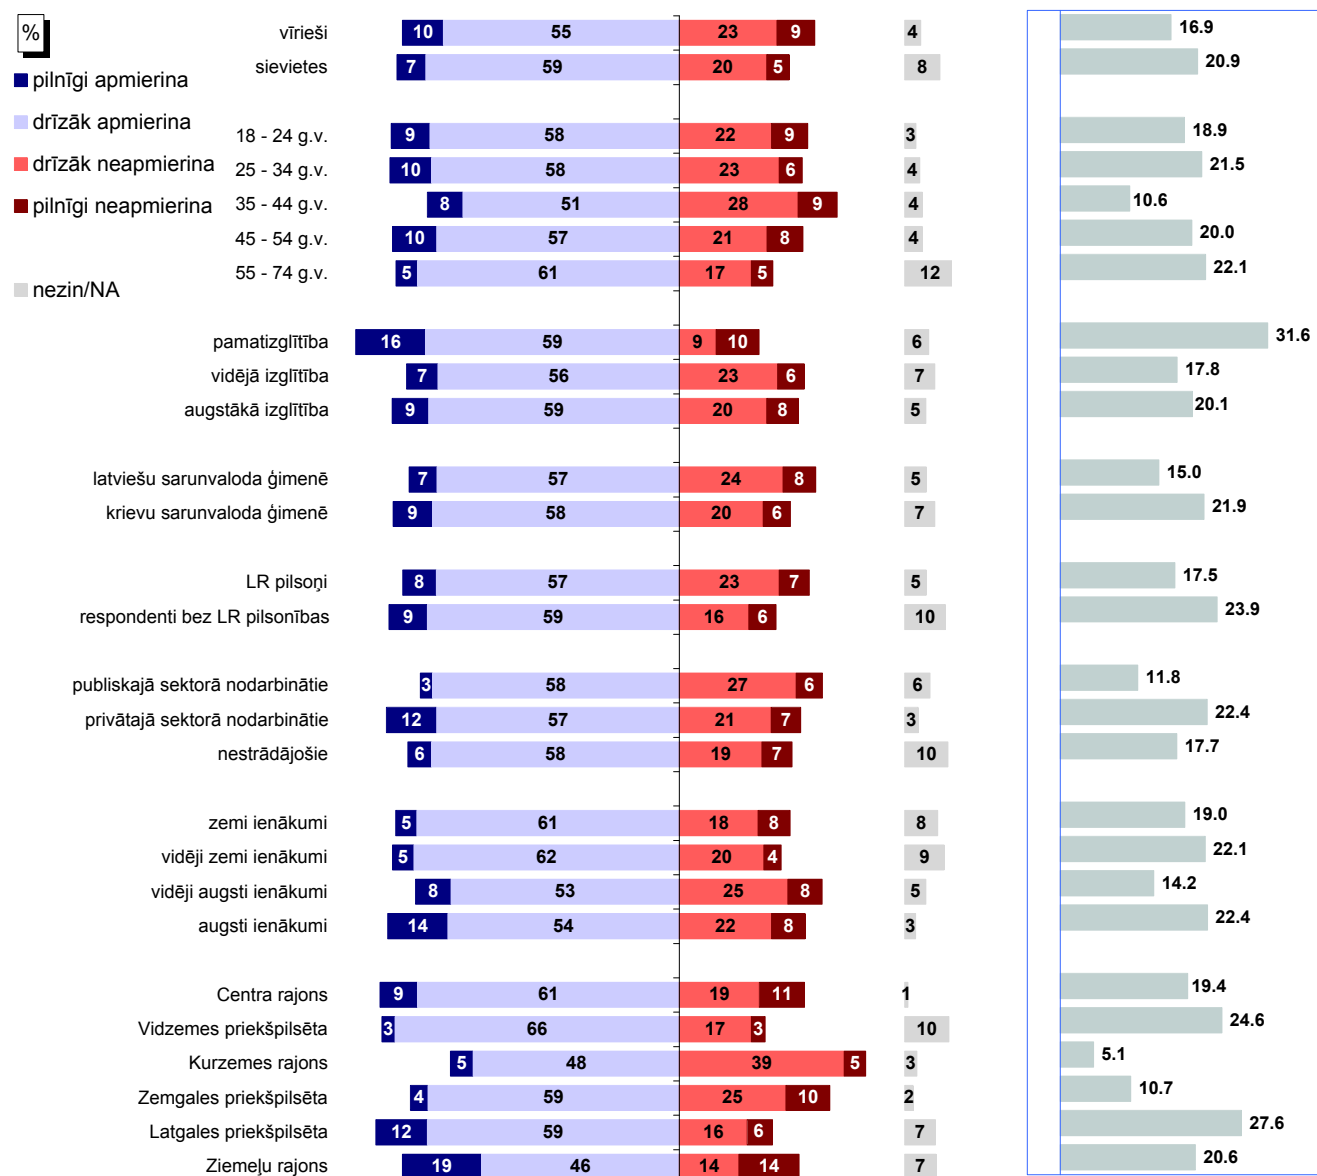 %
pilnīgi apmierina
drīzāk apmierina
drīzāk neapmierina
pilnīgi neapmierina
nezin/NA
vīrieši 10 55 23 9 4 16.9
sievietes 7 59 20 5 8 20.9
18 - 24 g.v. 9 58 22 9 3 18.9
25 - 34 g.v. 10 58 23 6 4 21.5
35 - 44 g.v. 8 51 28 9 4 10.6
45 - 54 g.v. 10 57 21 8 4 20.0
55 - 74 g.v. 5 61 17 5 12 22.1
pamatizglītība 16 59 9 10 6 31.6
vidējā izglītība 7 56 23 6 7 17.8
augstākā izglītība 9 59 20 8 5 20.1
latviešu sarunvaloda ģimenē 7 57 24 8 5 15.0
krievu sarunvaloda ģimenē 9 58 20 6 7 21.9
LR pilsoņi 8 57 23 7 5 17.5
respondenti bez LR pilsonības 9 59 16 6 10 23.9
publiskajā sektorā nodarbinātie 3 58 27 6 6 11.8
privātajā sektorā nodarbinātie 12 57 21 7 3 22.4
nestrādājošie 6 58 19 7 10 17.7
zemi ienākumi 5 61 18 8 8 19.0
vidēji zemi ienākumi 5 62 20 4 9 22.1
vidēji augsti ienākumi 8 53 25 8 5 14.2
augsti ienākumi 14 54 22 8 3 22.4
Centra rajons 9 61 19 11 1 19.4
Vidzemes priekšpilsēta 3 66 17 3 10 24.6
Kurzemes rajons 5 48 39 5 3 5.1
Zemgales priekšpilsēta 4 59 25 10 2 10.7
Latgales priekšpilsēta 12 59 16 6 7 27.6
Ziemeļu rajons 19 46 14 14 7 20.6